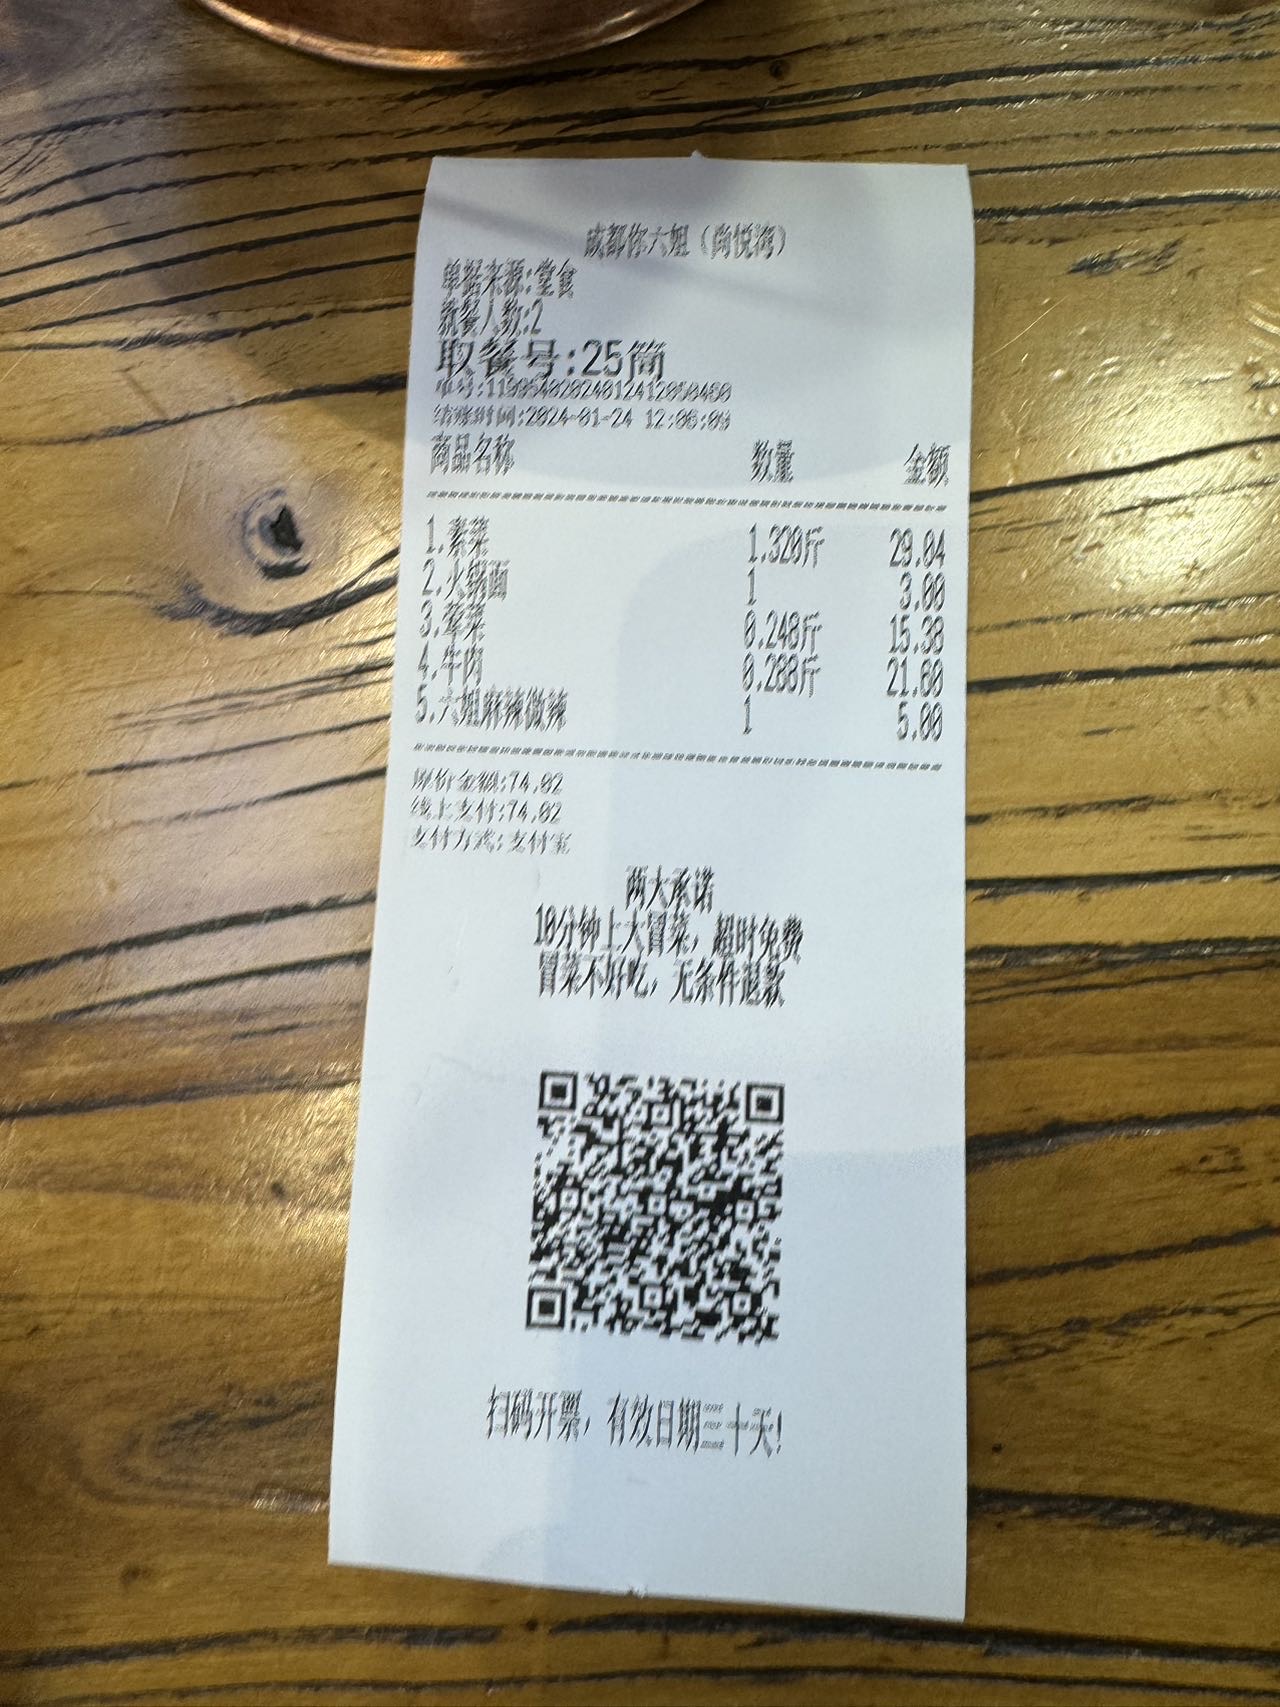 成都你六姐（尚悦湾）
单据来源:堂食
就餐人数:2
取餐号:25筒
单号:11995402024012412050460
结账时间:2024-01-24 12:06:09
商品名称 数量 金额
1.素菜 1.320斤 29.04
2.火锅面 1 3.00
3.荤菜 0.248斤 15.38
4.牛肉 0.288斤 21.60
5.六姐麻辣微辣 1 5.00
原价金额:74.02
线上支付:74.02
支付方式:支付宝
两大承诺
10分钟上大冒菜，超时免费
冒菜不好吃，无条件退款
扫码开票，有效日期三十天!